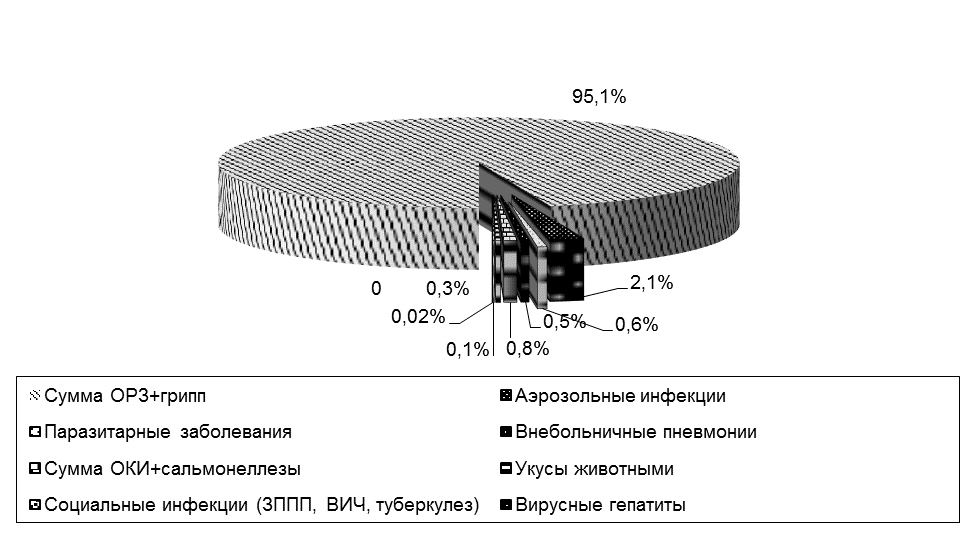 95,1%
2,1%
0 0,3%
0,02%
0,5%
0,6%
0,1%
0,8%
Сумма ОРЗ+грипп
Аэрозольные инфекции
Паразитарные заболевания
Внебольничные пневмонии
Сумма ОКИ+сальмонеллезы
Укусы животными
Социальные инфекции (ЗППП, ВИЧ, туберкулез)
Вирусные гепатиты